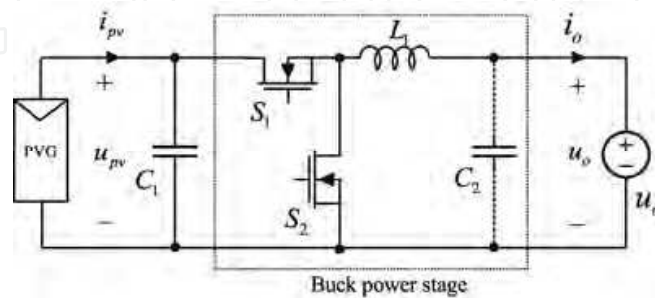 i_pv
L_1
i_o
+
+
S_1
PVG
u_pv
C_1
C_2
u_o
+
−
S_2
−
−
Buck power stage